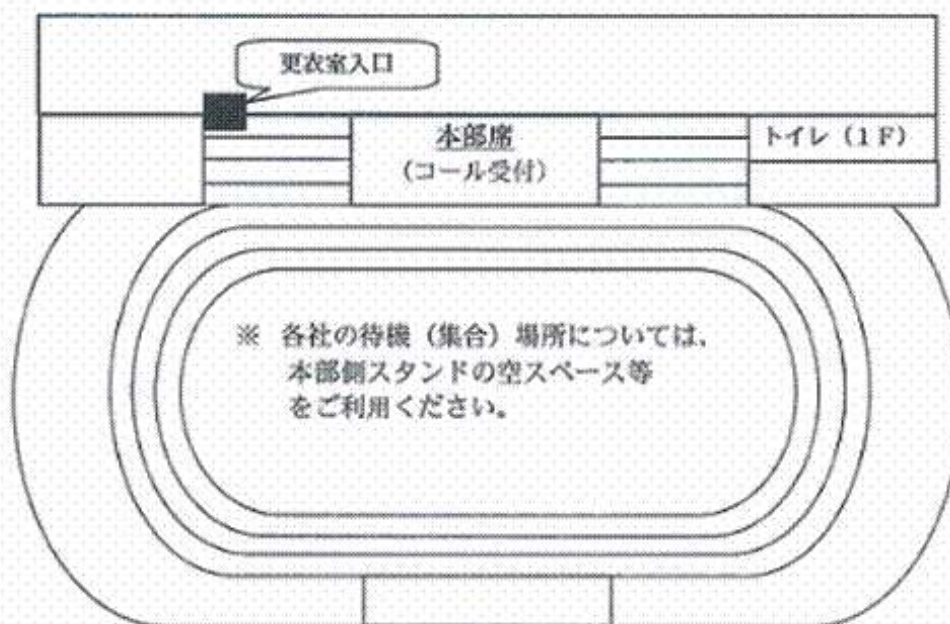 更衣室入口
本部席
(コール受付)
トイレ(1F)
※ 各社の待機(集合)場所については、
本部側スタンドの空スペース等
をご利用ください。